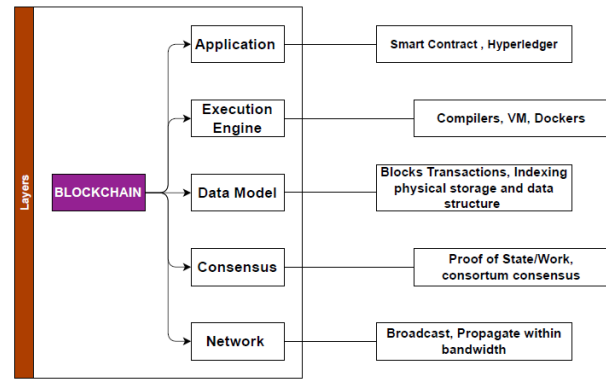 Layers
BLOCKCHAIN
Application
Smart Contract , Hyperledger
Execution
Engine
Compilers, VM, Dockers
Data Model
Blocks Transactions, Indexing
physical storage and data
structure
Consensus
Proof of State/Work,
consortum consensus
Network
Broadcast, Propagate within
bandwidth